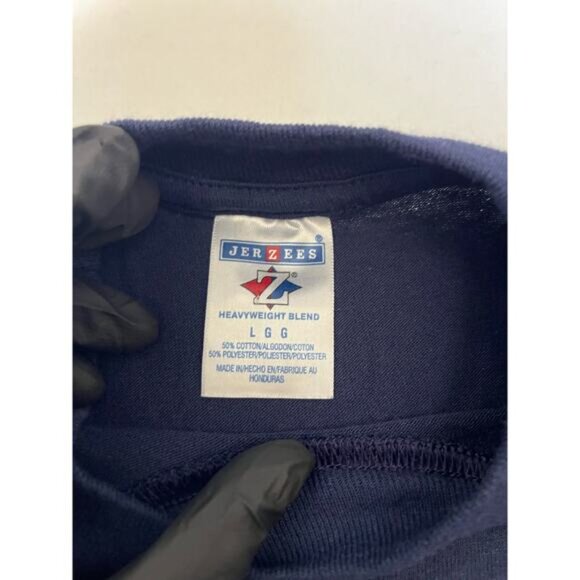 JERZEES®
Z®
HEAVYWEIGHT BLEND
L G G
50% COTTON/ALGODON/COTON
50% POLYESTER/POLIESTER/POLYESTER
MADE IN/HECHO EN/FABRIQUE AU
HONDURAS